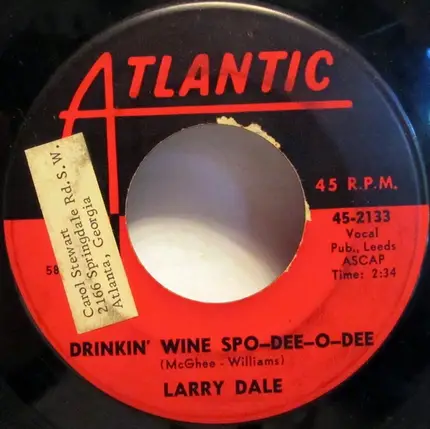 ATLANTIC
45 R.P.M.
45-2133
Vocal
Pub., Leeds
ASCAP
Time: 2:34
58
Carol Stewart
2166 Springdale Rd. S. W.
Atlanta, Georgia
DRINKIN' WINE SPO-DEE-O-DEE
(McGhee - Williams)
LARRY DALE